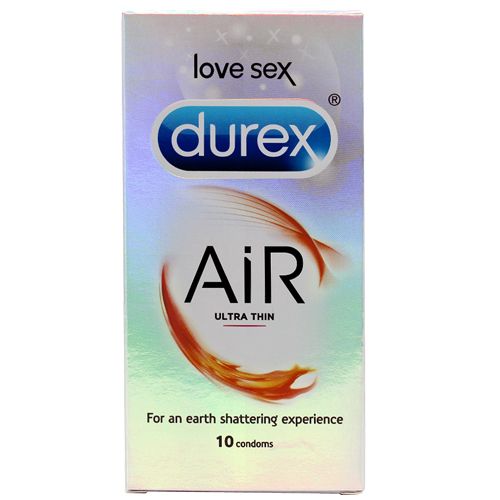 love sex
durex®
AiR
ULTRA THIN
For an earth shattering experience
10 condoms